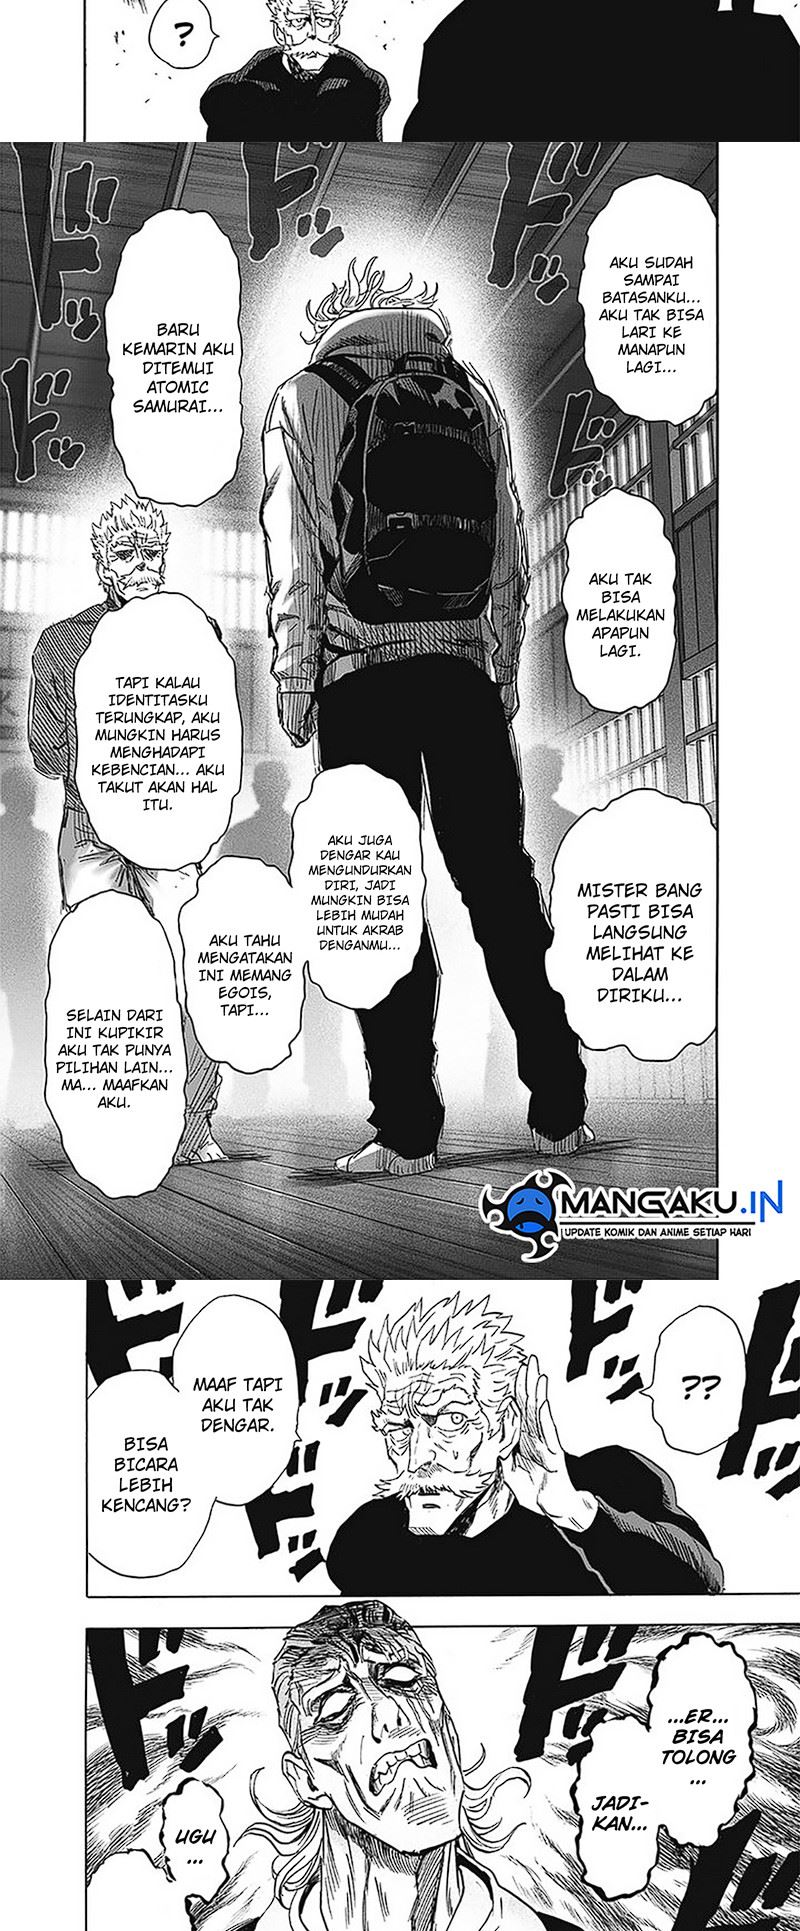 ?
AKU SUDAH
SAMPAI
BATASANKU...
AKU TAK BISA
LARI KE
MANAPUN
LAGI...
BARU
KEMARIN AKU
DITEMUI
ATOMIC
SAMURAI...
AKU TAK
BISA
MELAKUKAN
APAPUN
LAGI.
TAPI KALAU
IDENTITASKU
TERUNGKAP, AKU
MUNGKIN HARUS
MENGHADAPI
KEBENCIAN... AKU
TAKUT AKAN HAL
ITU.
MISTER BANG
PASTI BISA
LANGSUNG
MELIHAT KE
DALAM
DIRIKU...
AKU JUGA
DENGAR KAU
MENGUNDURKAN
DIRI, JADI
MUNGKIN BISA
LEBIH MUDAH
UNTUK AKRAB
DENGANMU...
AKU TAHU
MENGATAKAN
INI MEMANG
EGOIS,
TAPI...
SELAIN DARI
INI KUPIKIR
AKU TAK PUNYA
PILIHAN LAIN...
MA... MAAFKAN
AKU.
ドドドド
MANGAKU.IN
UPDATE KOMIK DAN ANIME SETIAP HARI
??
MAAF TAPI
AKU TAK
DENGAR.
BISA
BICARA
LEBIH
KENCANG?
...ER...
BISA
TOLONG
...
JADI-
KAN...
UGU
...